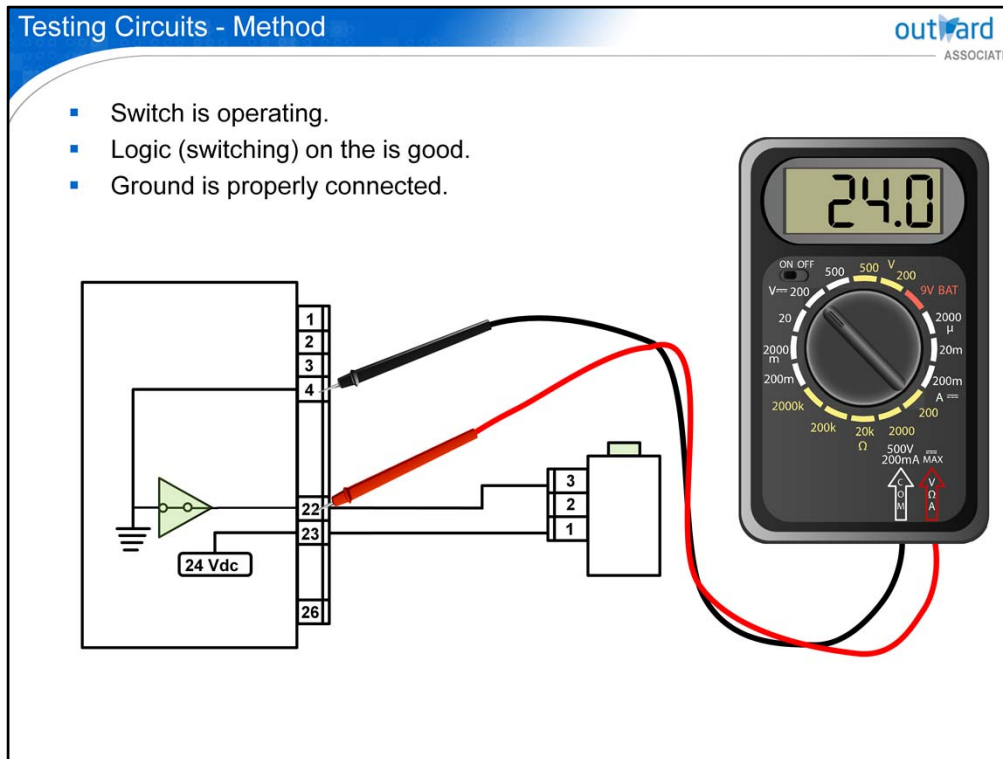 Testing Circuits - Method
outward
ASSOCIAT
Switch is operating.
Logic (switching) on the is good.
Ground is properly connected.
24.0
ON OFF
500
500
V
200
9V BAT
V 200
2000
µ
20
20m
2000
m
200m
200m
A
2000k
200
200k
20k
2000
Ω
500V
200mA MAX
COM
VΩA
1
2
3
4
22
23
26
24 Vdc
3
2
1